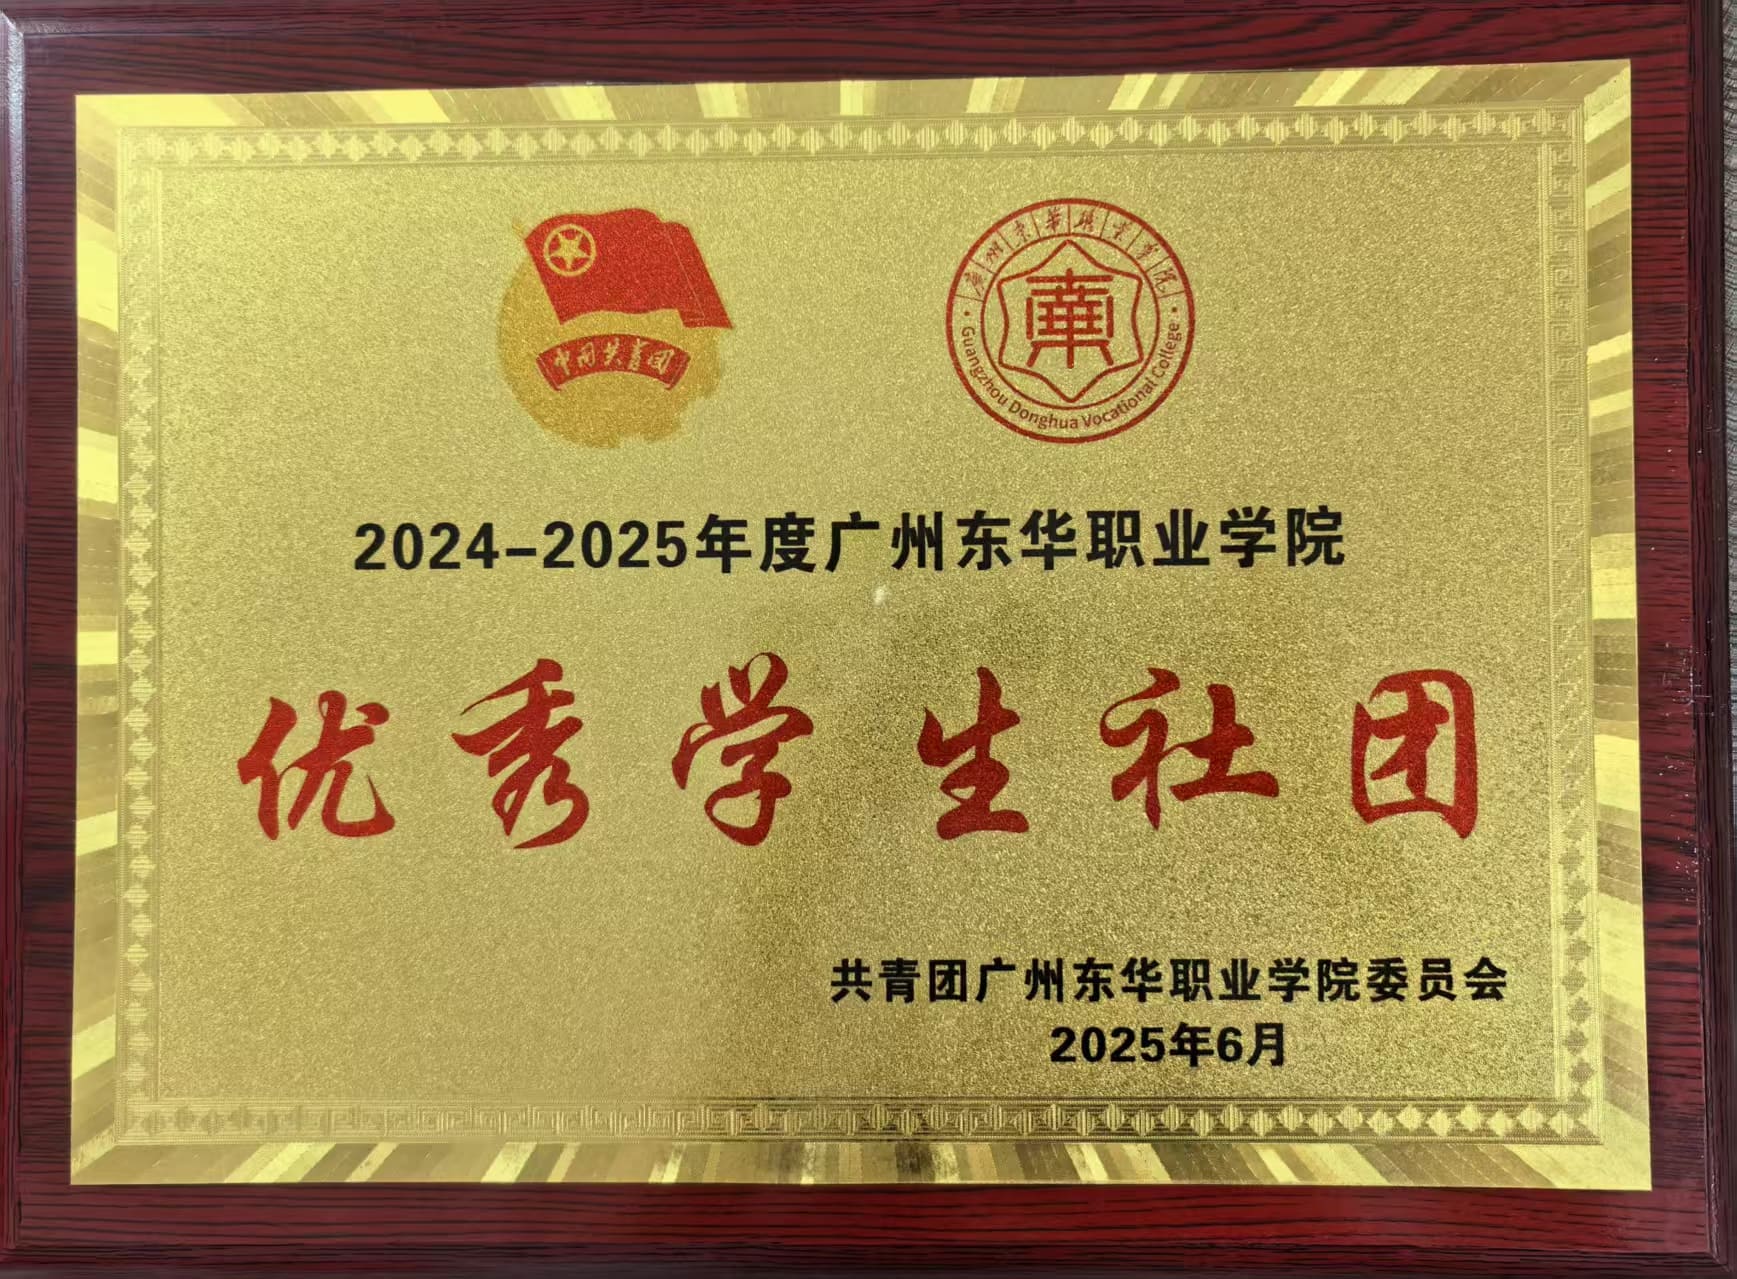 中国共青团
广州东华职业学院
華
Guangzhou Donghua Vocational College
2024-2025年度广州东华职业学院
优秀学生社团
共青团广州东华职业学院委员会
2025年6月